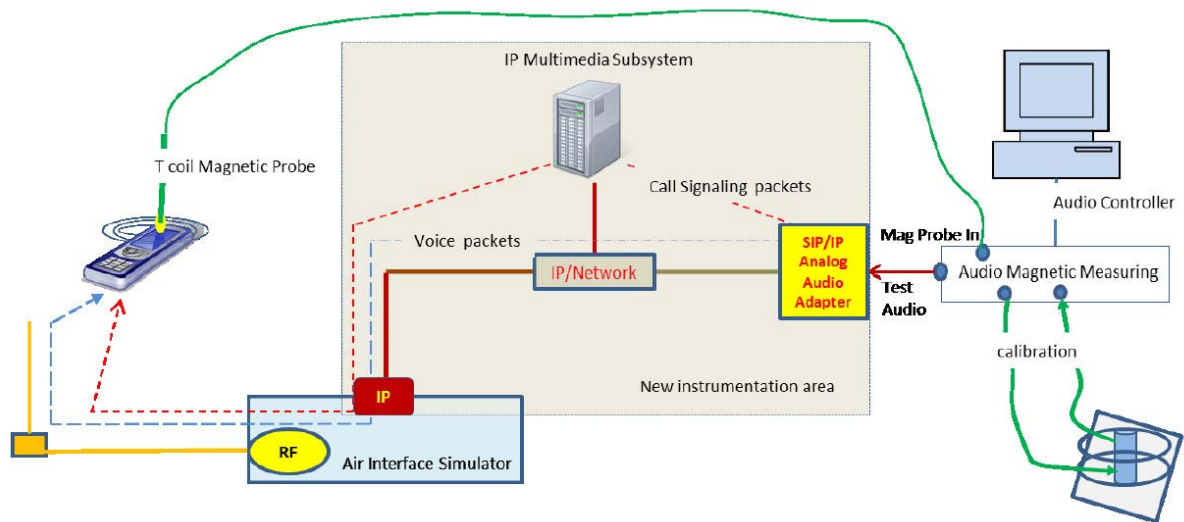 IP Multimedia Subsystem
T coil Magnetic Probe
Call Signaling packets
Audio Controller
Voice packets
SIP/IP
Analog
Audio
Adapter
Mag Probe In
IP/Network
Audio Magnetic Measuring
Test
Audio
calibration
New instrumentation area
IP
RF
Air Interface Simulator